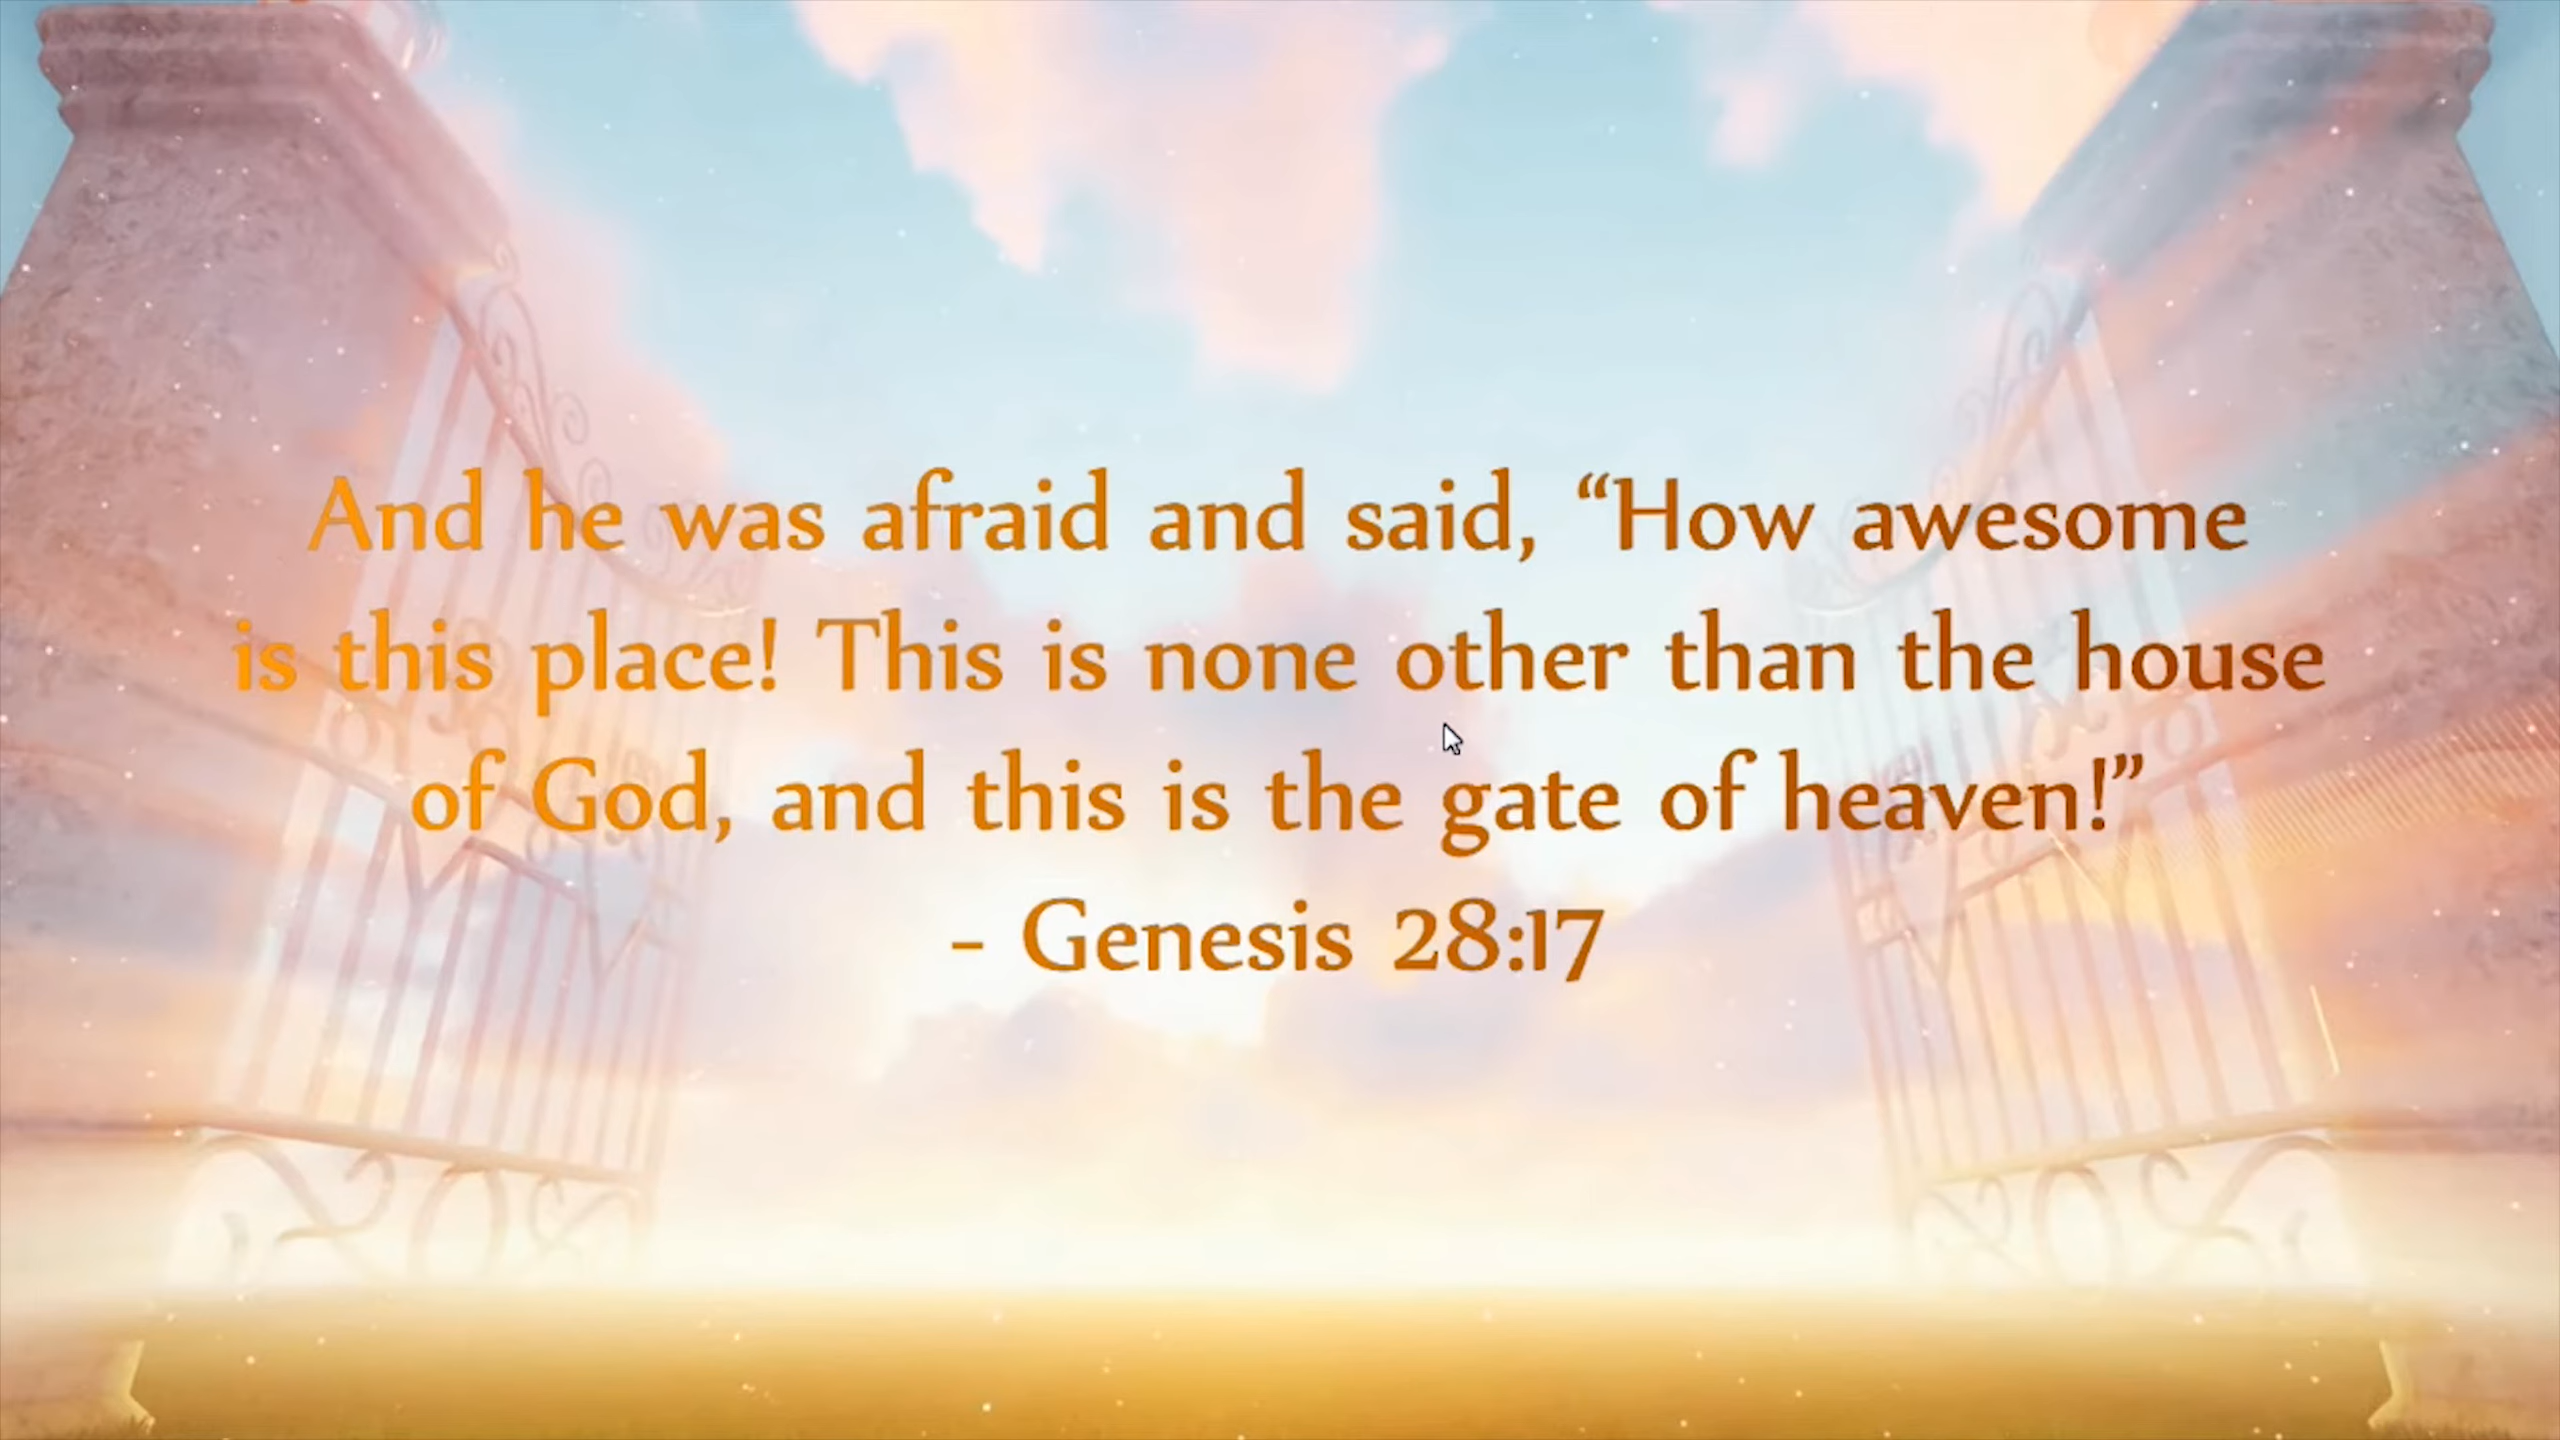 And he was afraid and said, “How awesome
is this place! This is none other than the house
of God, and this is the gate of heaven!”
- Genesis 28:17